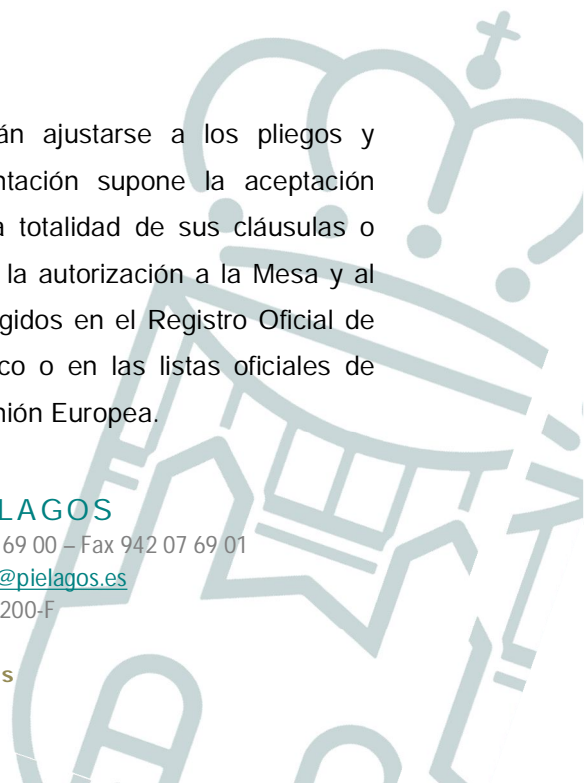 án ajustarse a los pliegos y
ntación supone la aceptación
a totalidad de sus cláusulas o
la autorización a la Mesa y al
gidos en el Registro Oficial de
co o en las listas oficiales de
nión Europea.
LAGOS
69 00 – Fax 942 07 69 01
@pielagos.es
200-F
s